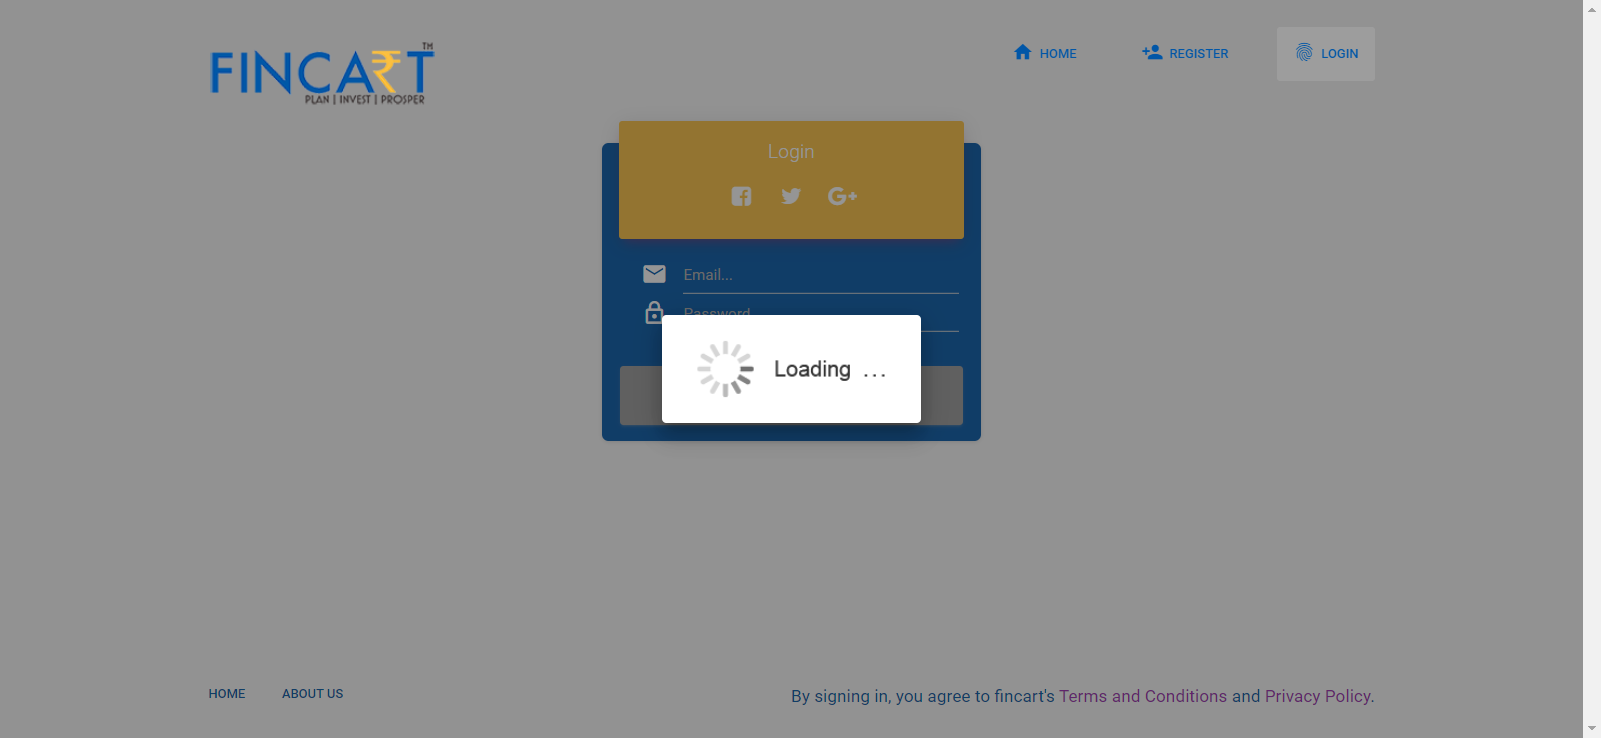 FINCA₹T™
PLAN | INVEST | PROSPER
HOME
REGISTER
LOGIN
Login
Email...
Password
Loading ...
HOME
ABOUT US
By signing in, you agree to fincart's Terms and Conditions and Privacy Policy.